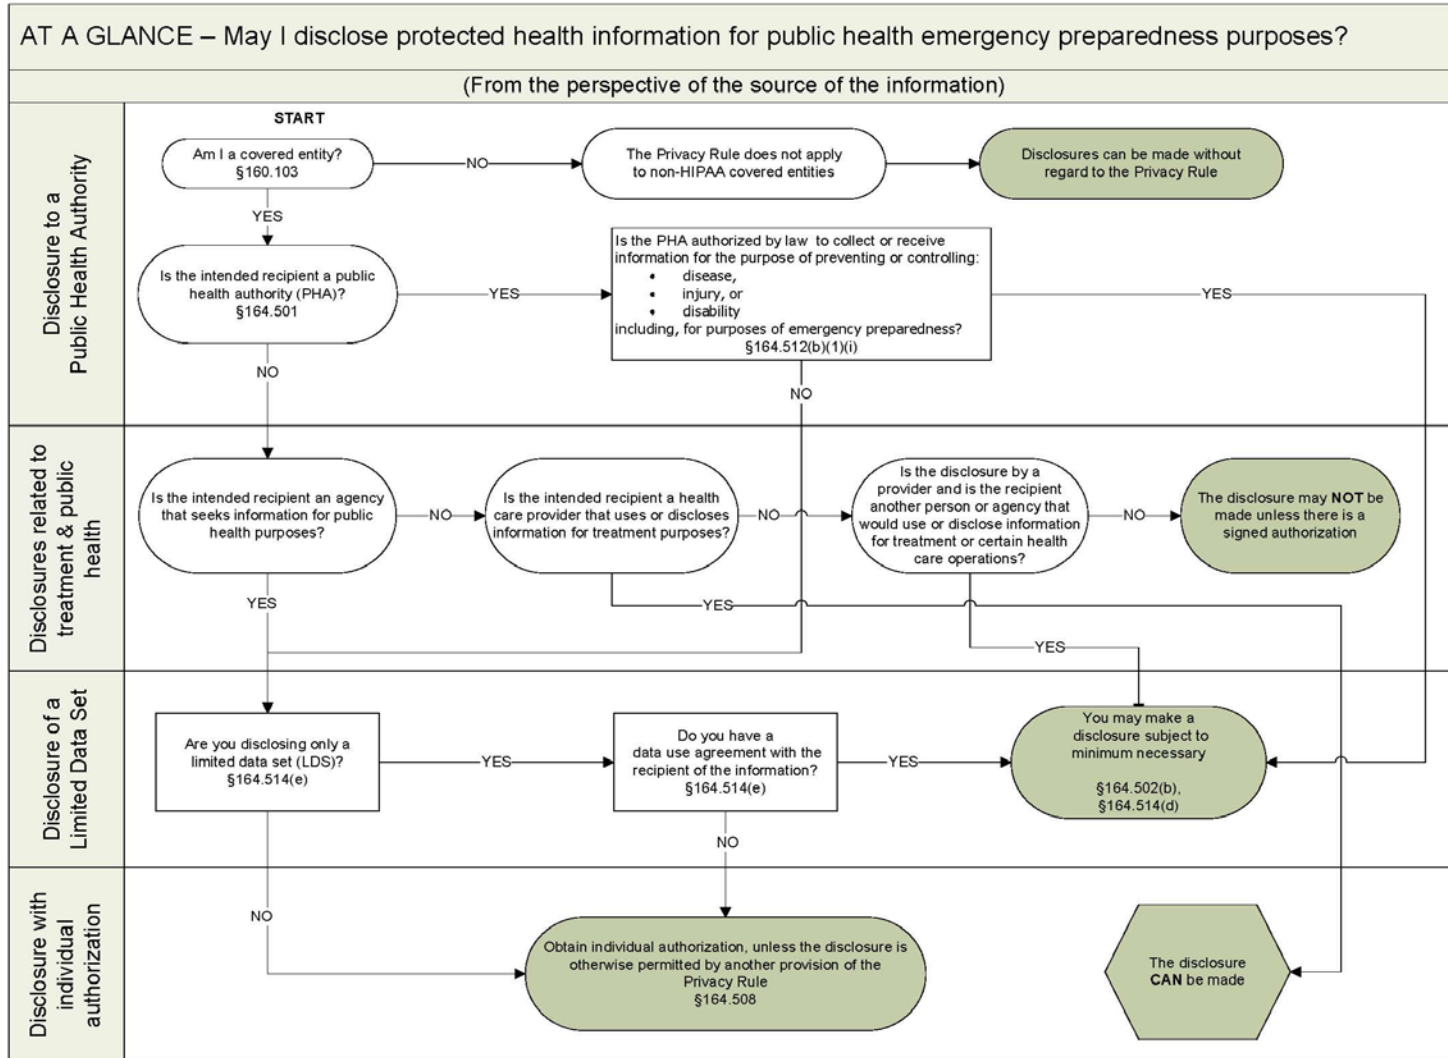 AT A GLANCE – May I disclose protected health information for public health emergency preparedness purposes?
(From the perspective of the source of the information)
Disclosure to a
Public Health Authority
START
Am I a covered entity?
§160.103
NO
The Privacy Rule does not apply
to non-HIPAA covered entities
Disclosures can be made without
regard to the Privacy Rule
YES
Is the intended recipient a public
health authority (PHA)?
§164.501
YES
Is the PHA authorized by law to collect or receive
information for the purpose of preventing or controlling:
• disease,
• injury, or
• disability
including, for purposes of emergency preparedness?
§164.512(b)(1)(i)
YES
NO
NO
Disclosures related to
treatment & public
health
Is the intended recipient an agency
that seeks information for public
health purposes?
NO
Is the intended recipient a health
care provider that uses or discloses
information for treatment purposes?
NO
Is the disclosure by a
provider and is the recipient
another person or agency that
would use or disclose information
for treatment or certain health
care operations?
NO
The disclosure may NOT be
made unless there is a
signed authorization
YES
YES
YES
Disclosure of a
Limited Data Set
Are you disclosing only a
limited data set (LDS)?
§164.514(e)
YES
Do you have a
data use agreement with the
recipient of the information?
§164.514(e)
YES
You may make a
disclosure subject to
minimum necessary
§164.502(b),
§164.514(d)
NO
Disclosure with
individual
authorization
NO
Obtain individual authorization, unless the disclosure is
otherwise permitted by another provision of the
Privacy Rule
§164.508
The disclosure
CAN be made